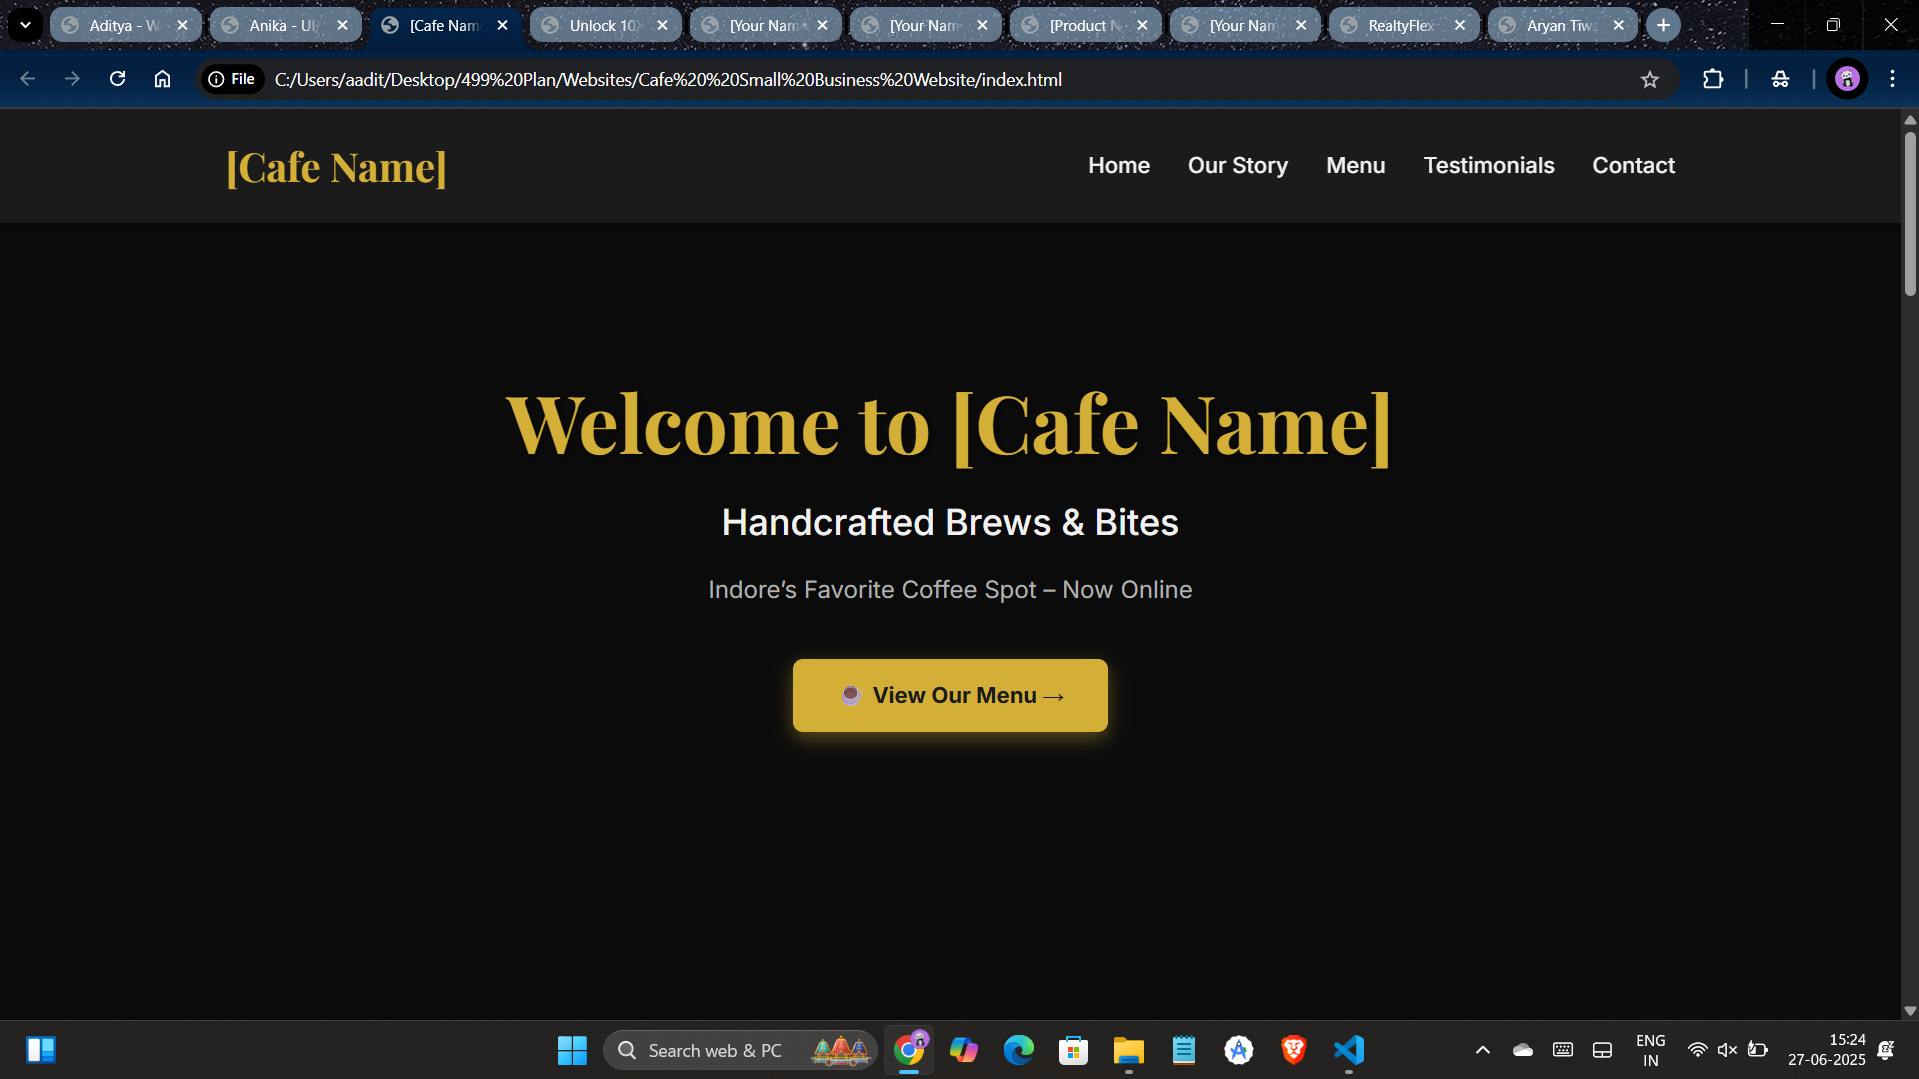 Aditya - W
Anika - UI
[Cafe Nam
Unlock 10
[Your Nam
[Your Nam
[Product N
[Your Nam
RealtyFlex
Aryan Tiw
File
C:/Users/aadit/Desktop/499%20Plan/Websites/Cafe%20%20Small%20Business%20Website/index.html
[Cafe Name]
Home
Our Story
Menu
Testimonials
Contact
Welcome to [Cafe Name]
Handcrafted Brews & Bites
Indore’s Favorite Coffee Spot – Now Online
View Our Menu →
Search web & PC
ENG
IN
15:24
27-06-2025